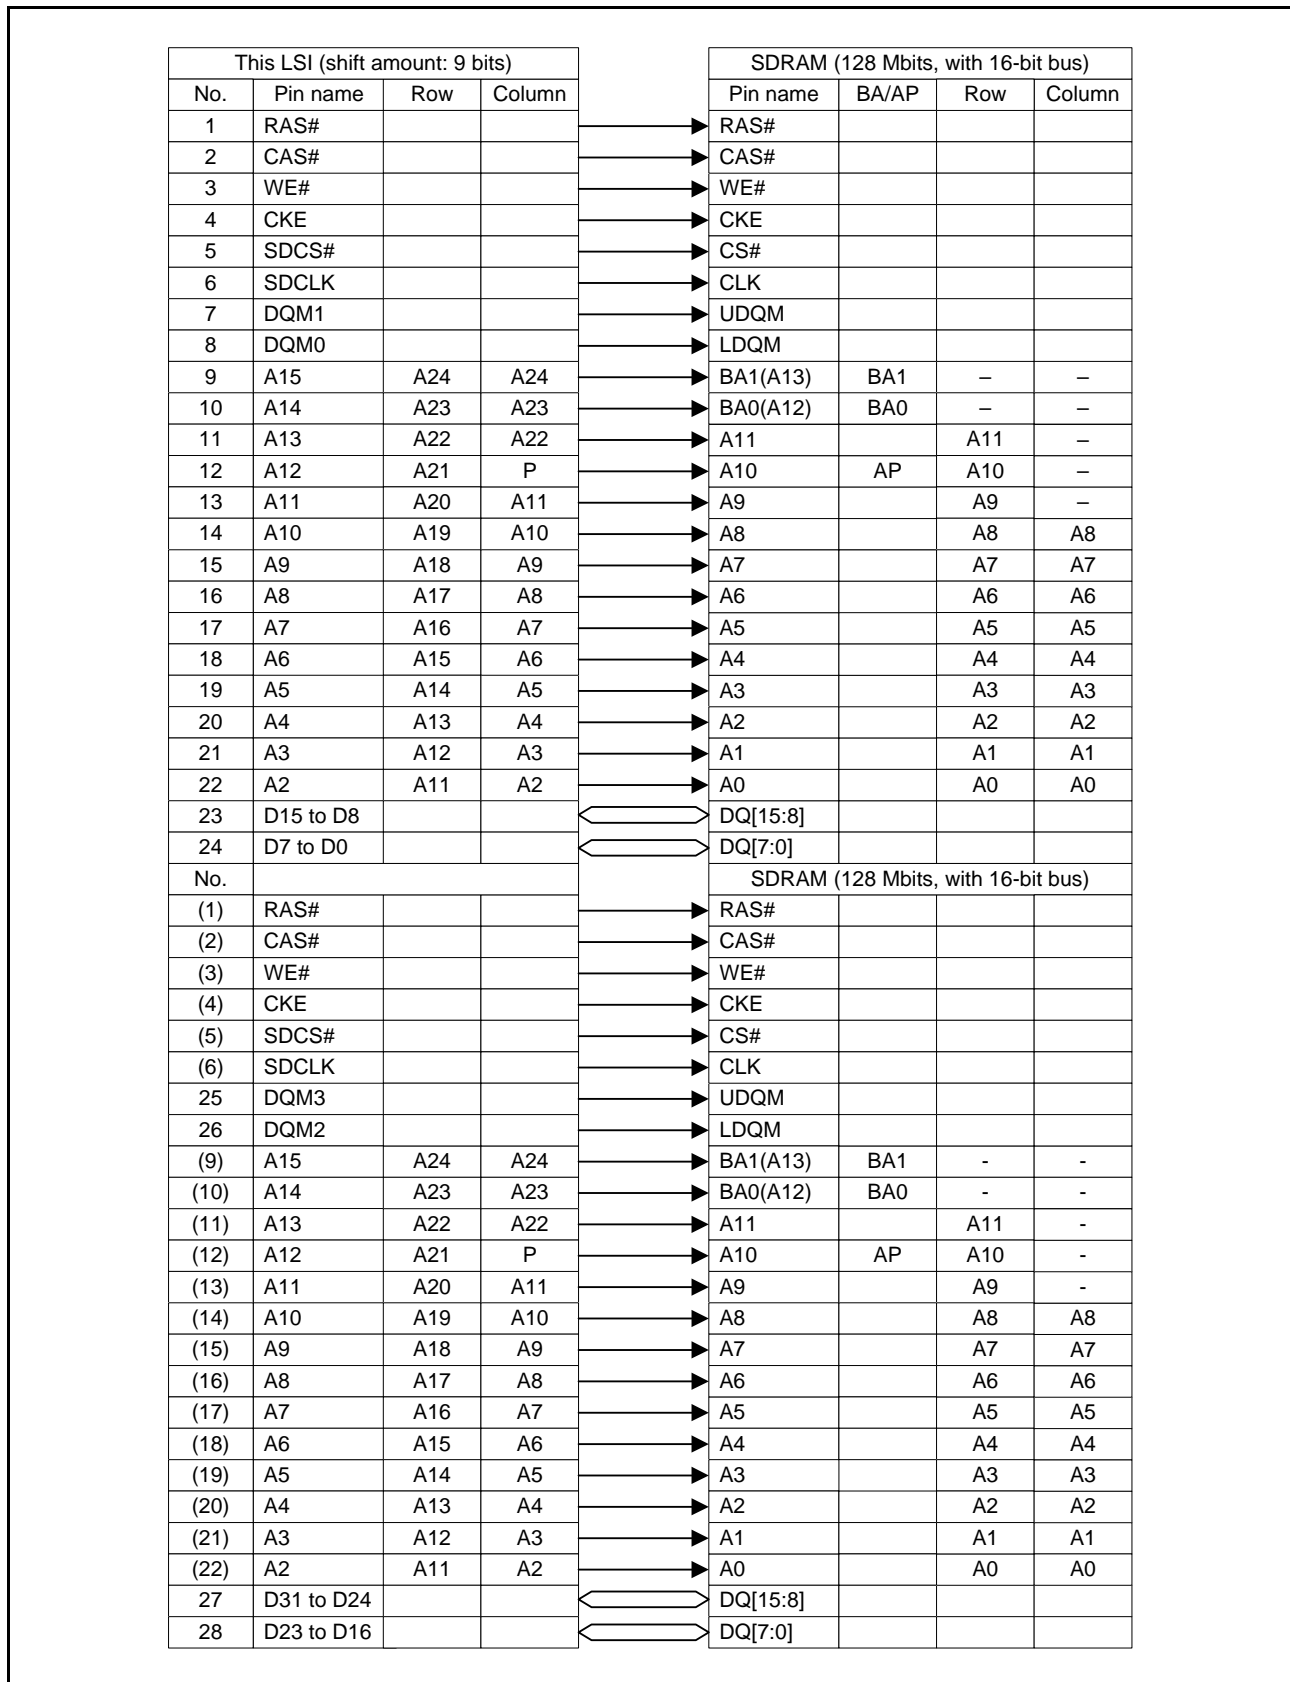 This LSI (shift amount: 9 bits) SDRAM (128 Mbits, with 16-bit bus)
No. Pin name Row Column Pin name BA/AP Row Column
1 RAS# RAS#
2 CAS# CAS#
3 WE# WE#
4 CKE CKE
5 SDCS# CS#
6 SDCLK CLK
7 DQM1 UDQM
8 DQM0 LDQM
9 A15 A24 A24 BA1(A13) BA1 – –
10 A14 A23 A23 BA0(A12) BA0 – –
11 A13 A22 A22 A11 A11 –
12 A12 A21 P A10 AP A10 –
13 A11 A20 A11 A9 A9 –
14 A10 A19 A10 A8 A8 A8
15 A9 A18 A9 A7 A7 A7
16 A8 A17 A8 A6 A6 A6
17 A7 A16 A7 A5 A5 A5
18 A6 A15 A6 A4 A4 A4
19 A5 A14 A5 A3 A3 A3
20 A4 A13 A4 A2 A2 A2
21 A3 A12 A3 A1 A1 A1
22 A2 A11 A2 A0 A0 A0
23 D15 to D8 DQ[15:8]
24 D7 to D0 DQ[7:0]
No. SDRAM (128 Mbits, with 16-bit bus)
(1) RAS# RAS#
(2) CAS# CAS#
(3) WE# WE#
(4) CKE CKE
(5) SDCS# CS#
(6) SDCLK CLK
25 DQM3 UDQM
26 DQM2 LDQM
(9) A15 A24 A24 BA1(A13) BA1 - -
(10) A14 A23 A23 BA0(A12) BA0 - -
(11) A13 A22 A22 A11 A11 -
(12) A12 A21 P A10 AP A10 -
(13) A11 A20 A11 A9 A9 -
(14) A10 A19 A10 A8 A8 A8
(15) A9 A18 A9 A7 A7 A7
(16) A8 A17 A8 A6 A6 A6
(17) A7 A16 A7 A5 A5 A5
(18) A6 A15 A6 A4 A4 A4
(19) A5 A14 A5 A3 A3 A3
(20) A4 A13 A4 A2 A2 A2
(21) A3 A12 A3 A1 A1 A1
(22) A2 A11 A2 A0 A0 A0
27 D31 to D24 DQ[15:8]
28 D23 to D16 DQ[7:0]